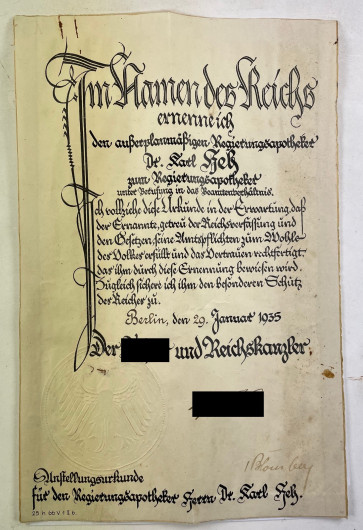 Im Namen des Reichs
ernenne ich
den außerplanmäßigen Regierungsapotheker
Dr. Karl
zum Regierungsapotheker
unter Berufung in das Beamtenverhältnis.
Ich vollziehe diese Urkunde in der Erwartung, daß
der Ernannte, getreu der Reichsverfassung und
den Gesetzen, seine Amtspflichten zum Wohle
des Volkes erfüllt und das Vertrauen rechtfertigt,
das ihm durch diese Ernennung bewiesen wird.
Zugleich sichere ich ihm den besonderen Schutz
des Reiches zu.
Berlin, den 29. Januar 1935
Der und Reichskanzler.
Anstellungsurkunde
für den Regierungsapotheker Herrn Dr. Karl